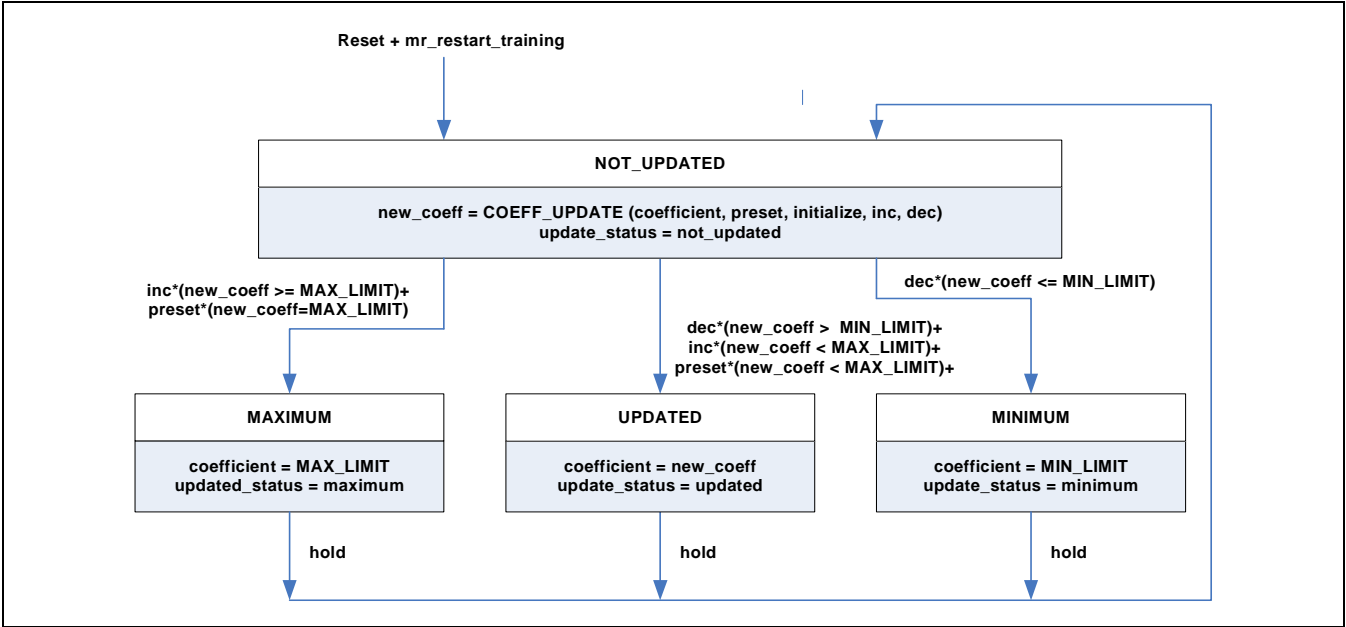 Reset + mr_restart_training
NOT_UPDATED
new_coeff = COEFF_UPDATE (coefficient, preset, initialize, inc, dec)
update_status = not_updated
inc*(new_coeff >= MAX_LIMIT)+
preset*(new_coeff=MAX_LIMIT)
dec*(new_coeff > MIN_LIMIT)+
inc*(new_coeff < MAX_LIMIT)+
preset*(new_coeff < MAX_LIMIT)+
dec*(new_coeff <= MIN_LIMIT)
MAXIMUM
coefficient = MAX_LIMIT
updated_status = maximum
UPDATED
coefficient = new_coeff
update_status = updated
MINIMUM
coefficient = MIN_LIMIT
update_status = minimum
hold
hold
hold